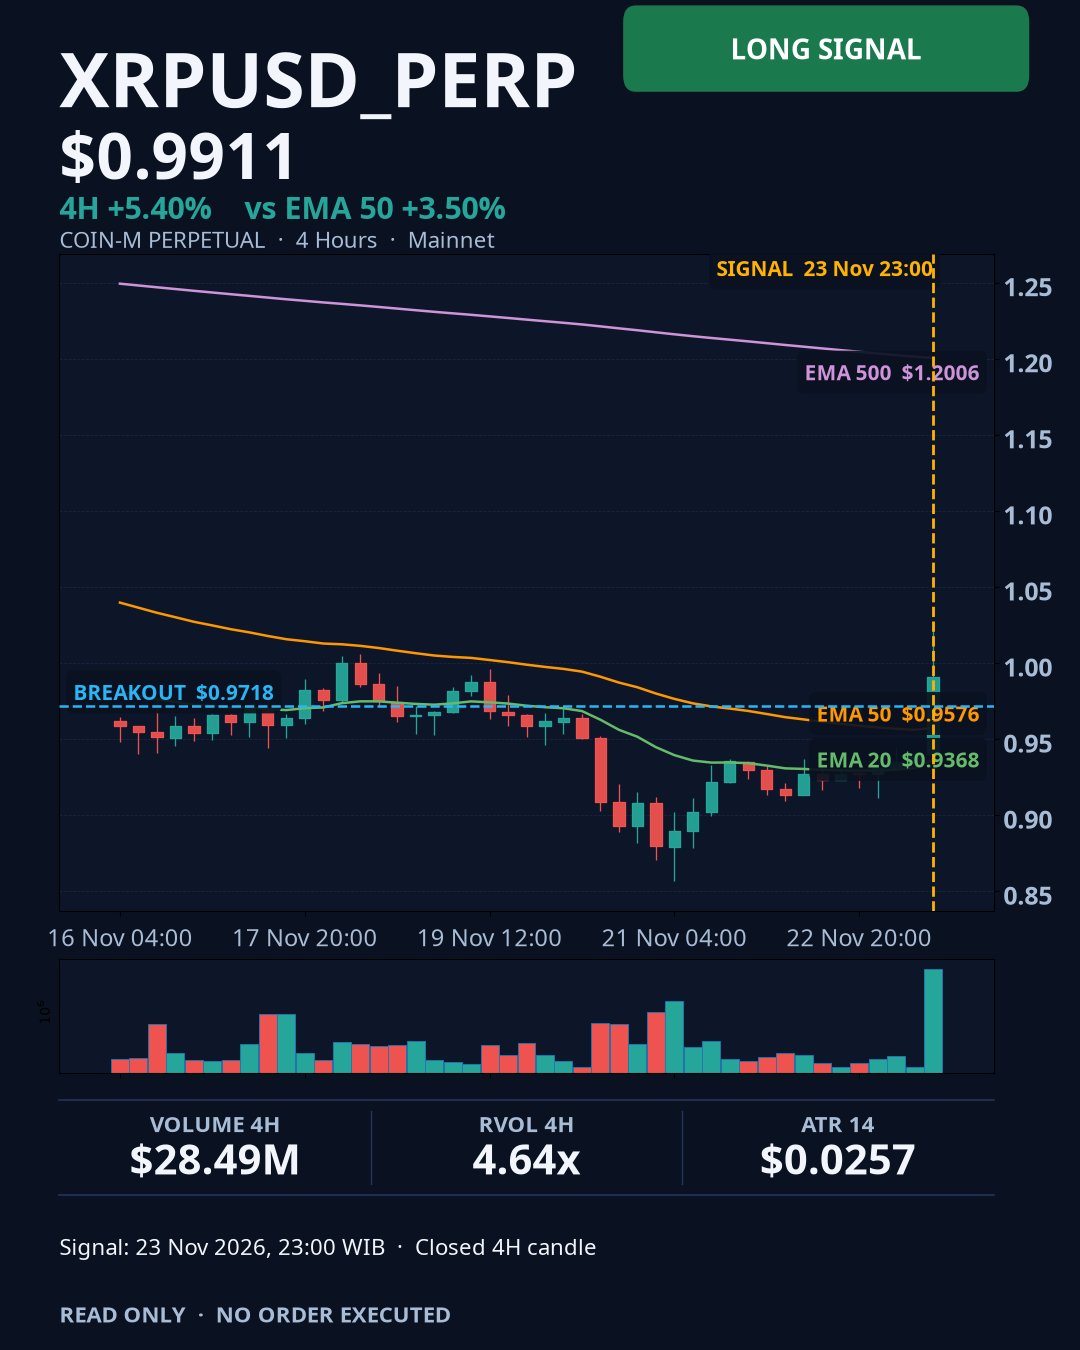 LONG SIGNAL
XRPUSD_PERP
$0.9911
4H +5.40% vs EMA 50 +3.50%
COIN-M PERPETUAL · 4 Hours · Mainnet
SIGNAL 23 Nov 23:00
1.25
1.20
EMA 500 $1.2006
1.15
1.10
1.05
1.00
BREAKOUT $0.9718
EMA 50 $0.9576
0.95
EMA 20 $0.9368
0.90
0.85
16 Nov 04:00 17 Nov 20:00 19 Nov 12:00 21 Nov 04:00 22 Nov 20:00
10⁶
VOLUME 4H RVOL 4H ATR 14
$28.49M 4.64x $0.0257
Signal: 23 Nov 2026, 23:00 WIB · Closed 4H candle
READ ONLY · NO ORDER EXECUTED